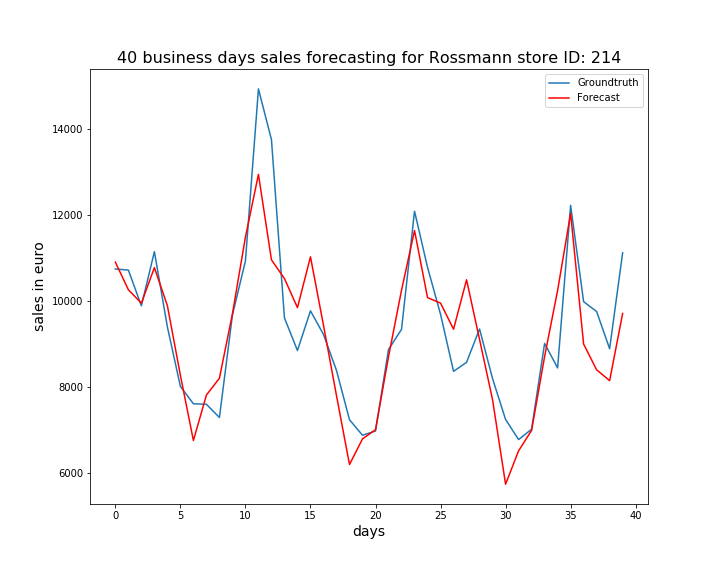 40 business days sales forecasting for Rossmann store ID: 214
Groundtruth
Forecast
14000
12000
10000
8000
6000
sales in euro
0 5 10 15 20 25 30 35 40
days